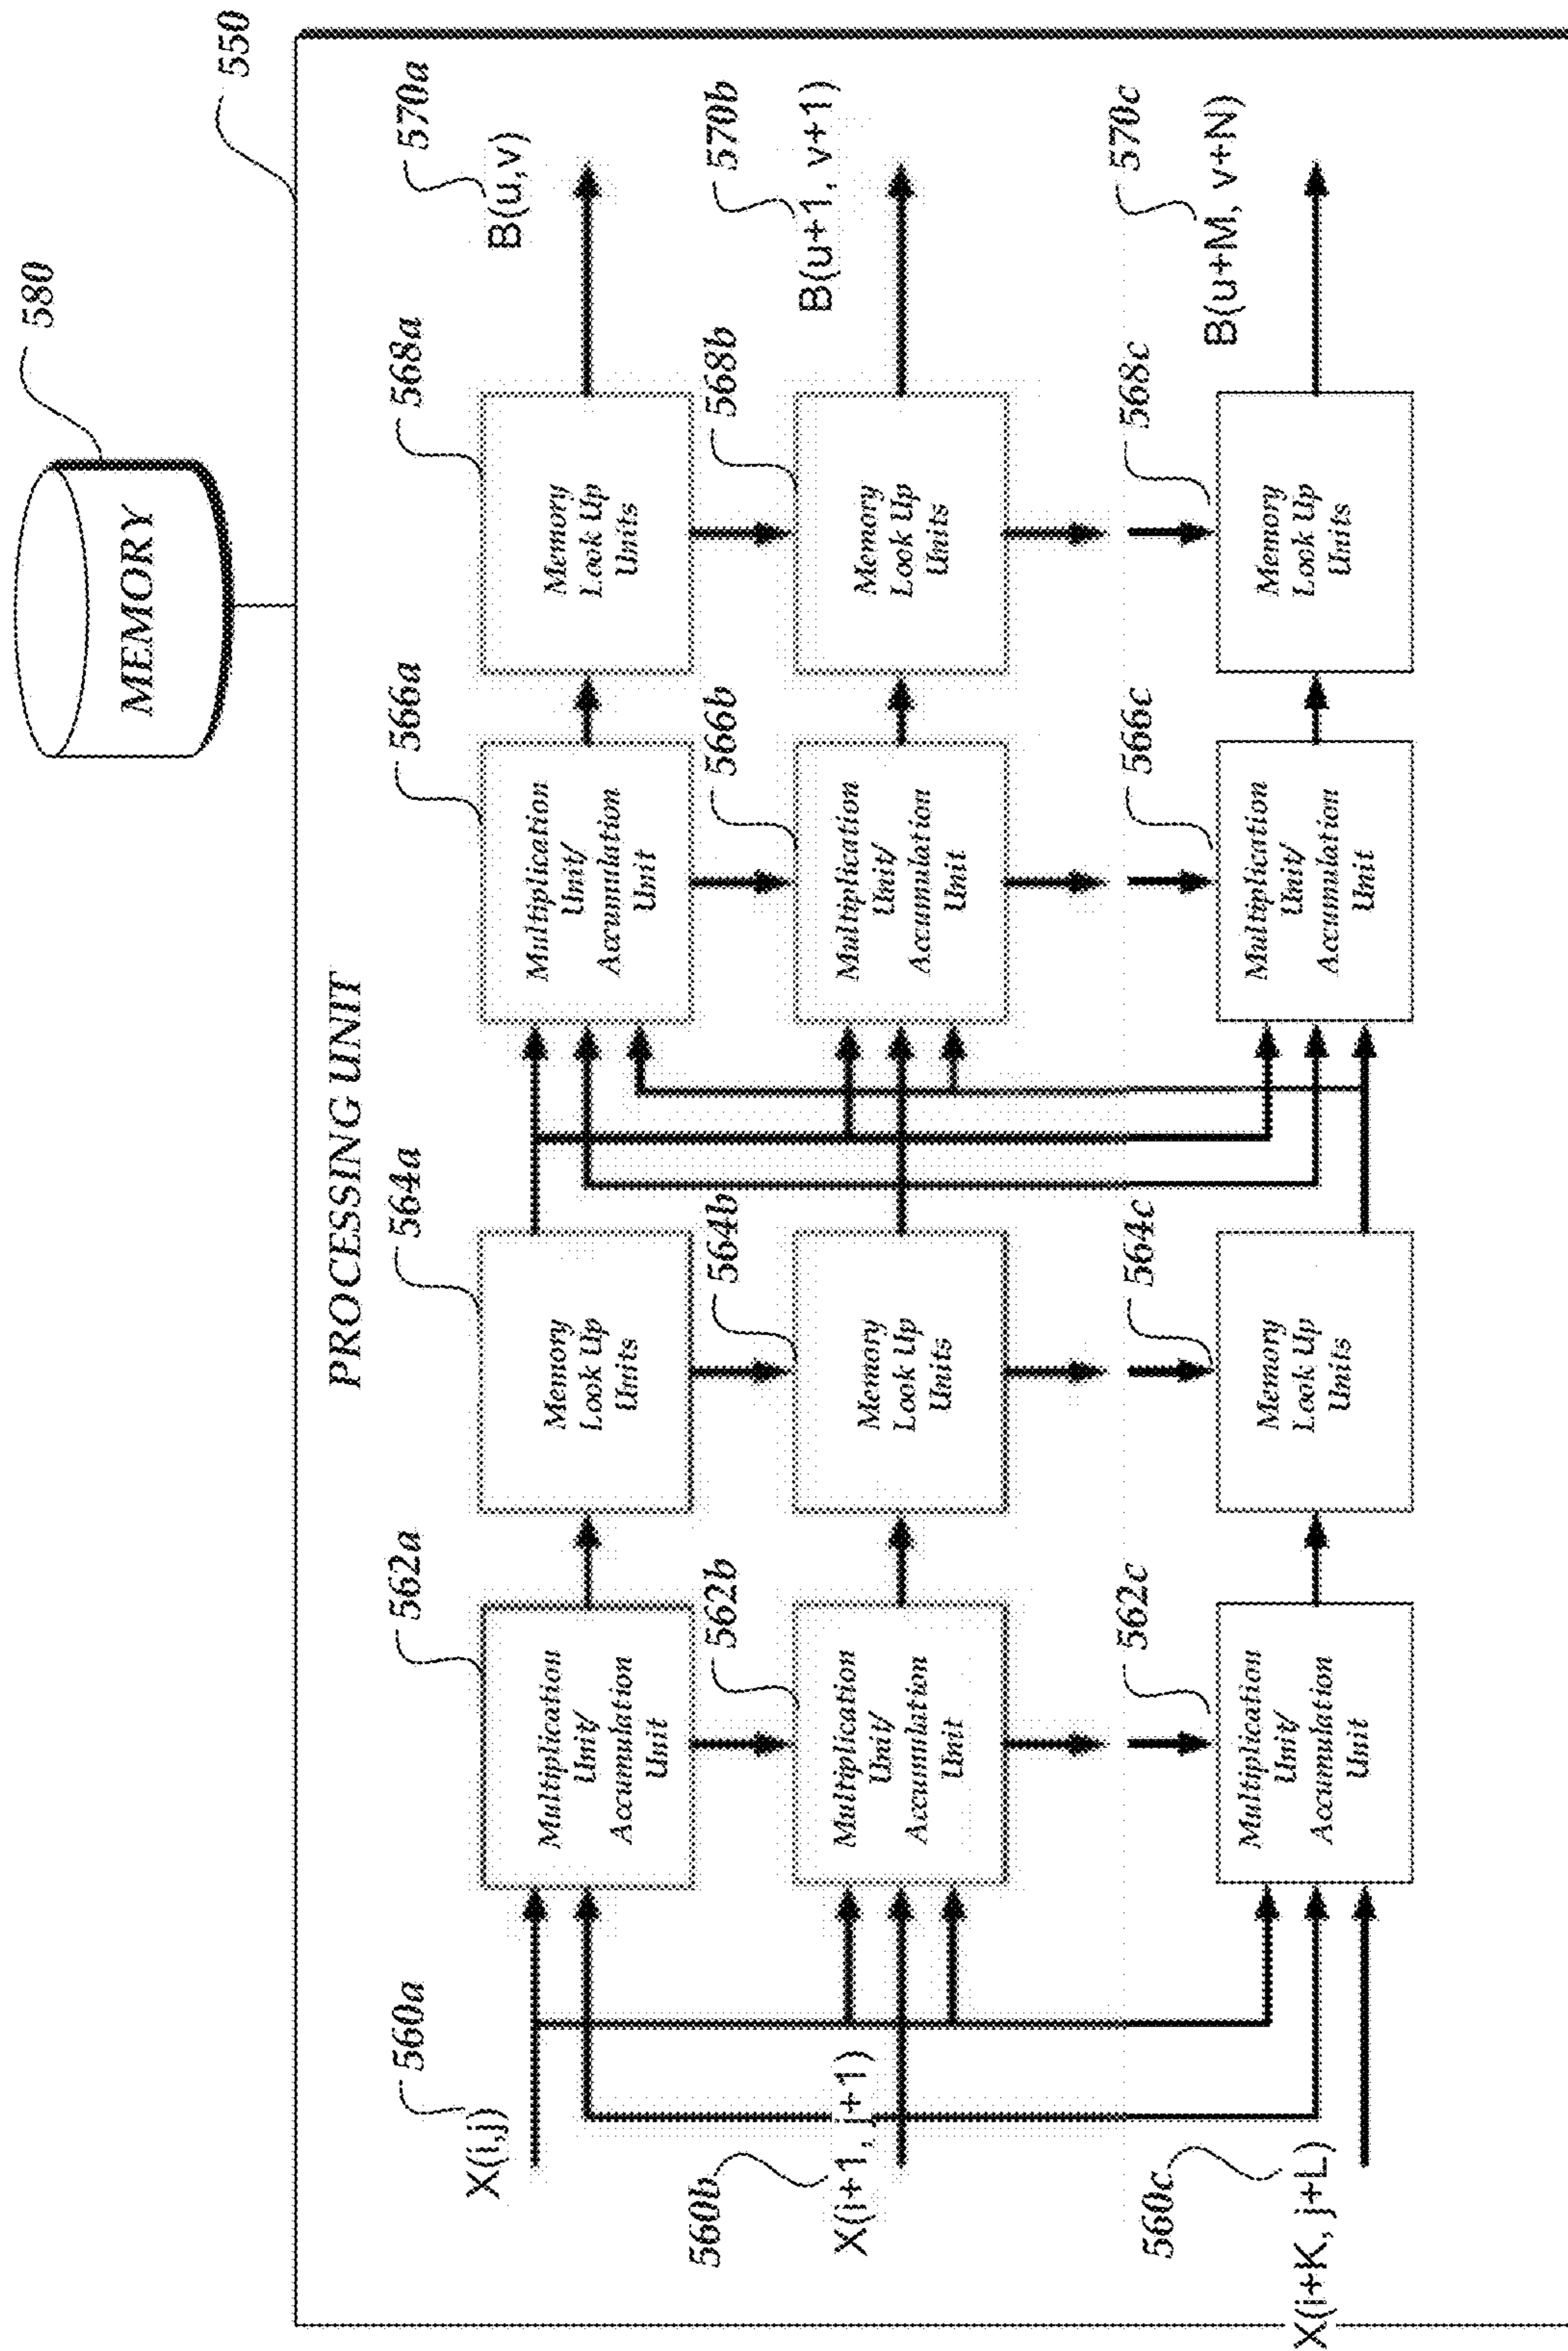 580
MEMORY
550
PROCESSING UNIT
560a
X(i,j)
562a
Multiplication
Unit/
Accumulation
Unit
564a
Memory
Look Up
Units
566a
Multiplication
Unit/
Accumulation
Unit
568a
Memory
Look Up
Units
570a
B(u,v)
560b
X(i+1, j+1)
562b
Multiplication
Unit/
Accumulation
Unit
564b
Memory
Look Up
Units
566b
Multiplication
Unit/
Accumulation
Unit
568b
Memory
Look Up
Units
570b
B(u+1, v+1)
560c
X(i+K, j+L)
562c
Multiplication
Unit/
Accumulation
Unit
564c
Memory
Look Up
Units
566c
Multiplication
Unit/
Accumulation
Unit
568c
Memory
Look Up
Units
570c
B(u+M, v+N)